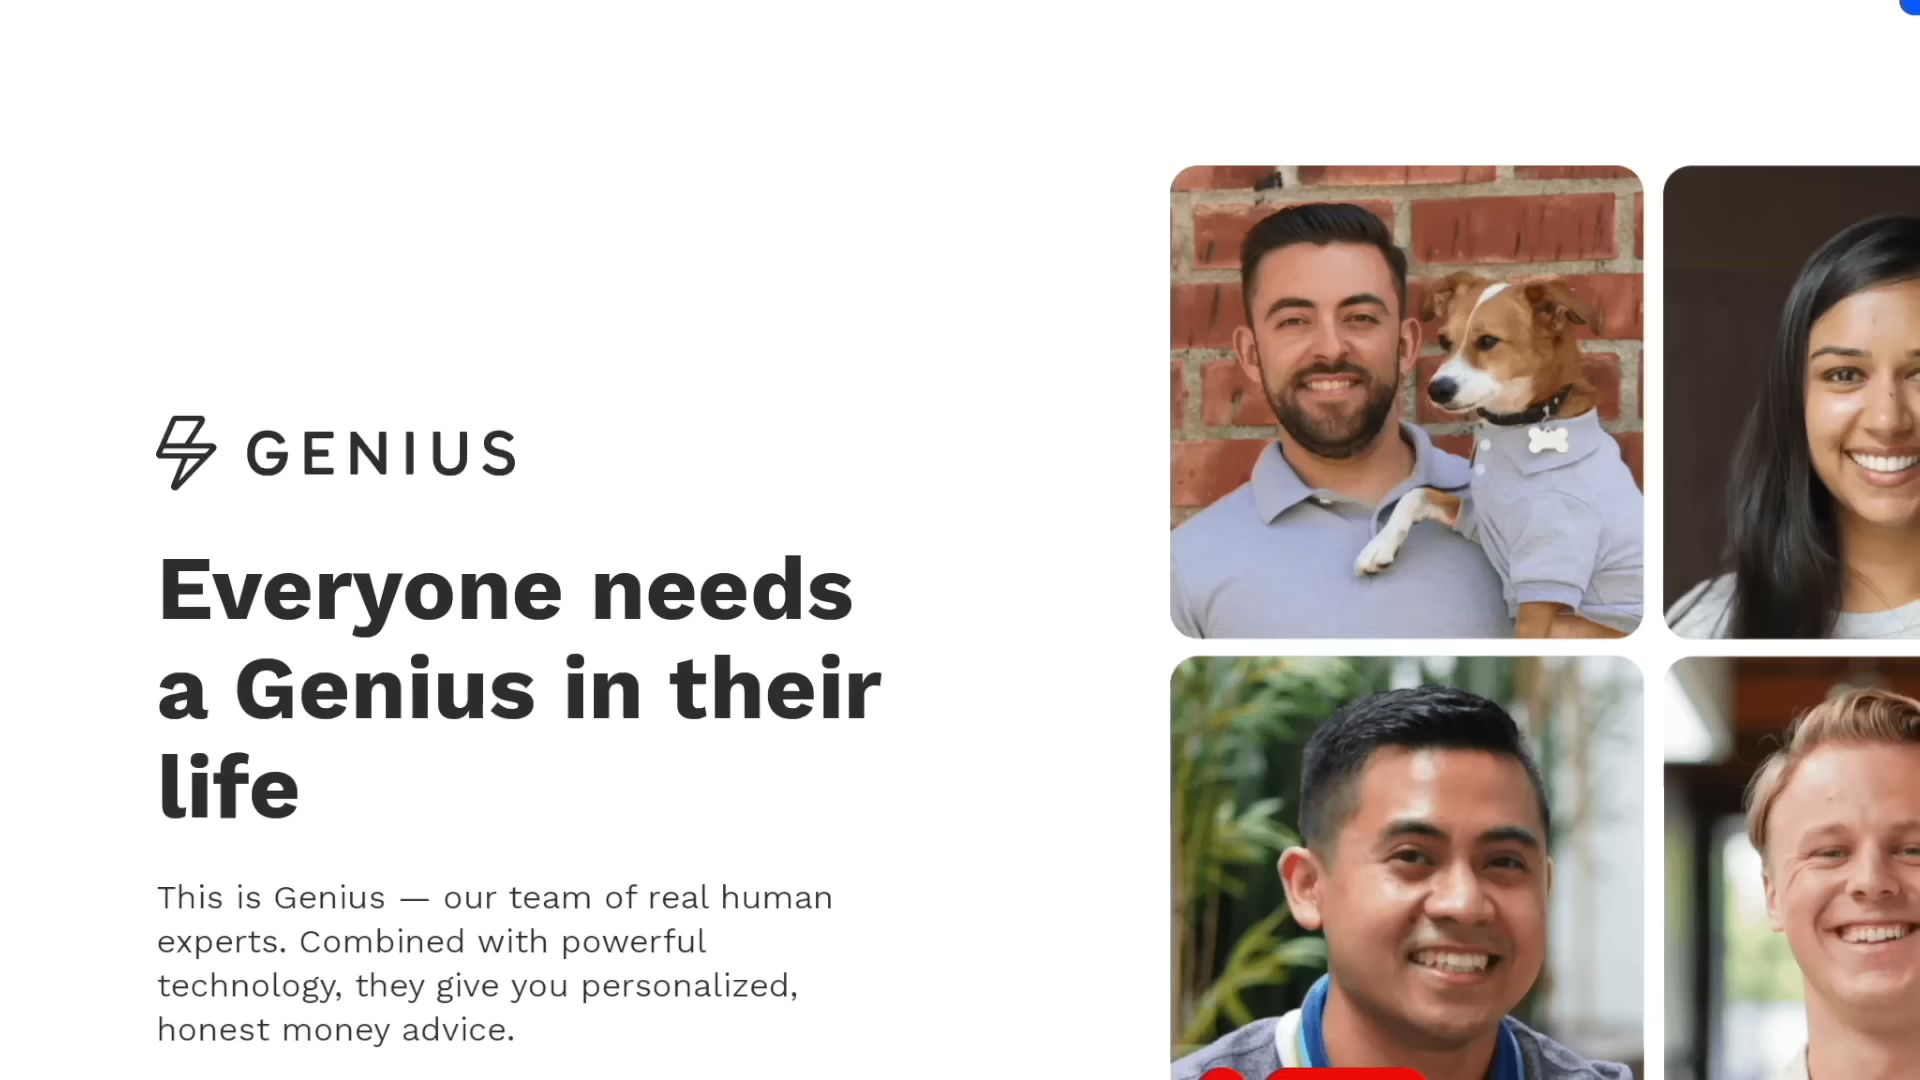 GENIUS
Everyone needs
a Genius in their
life
This is Genius — our team of real human
experts. Combined with powerful
technology, they give you personalized,
honest money advice.